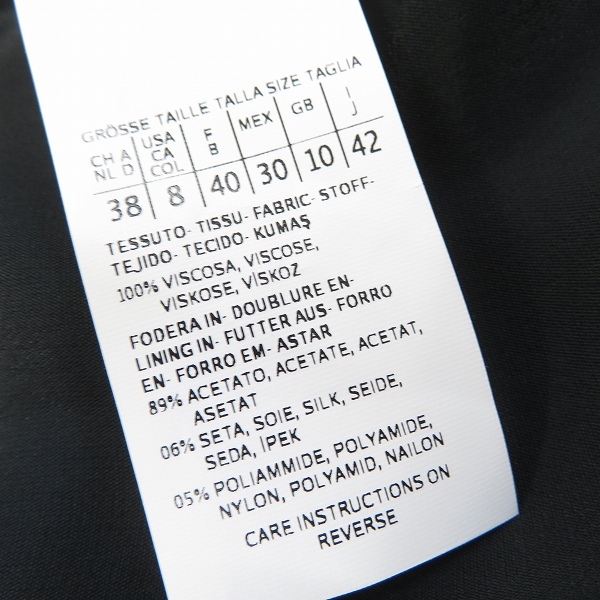 GRÖSSE TAILLE TALLA SIZE TAGLIA
CH A NL D | USA CA COL | F B | MEX | GB | I J
38 | 8 | 40 | 30 | 10 | 42
TESSUTO- TISSU- FABRIC- STOFF-
TEJIDO- TECIDO- KUMAŞ
100% VISCOSA, VISCOSE,
VISKOSE, VİSKOZ
FODERA IN- DOUBLURE EN-
LINING IN- FUTTER AUS- FORRO
EN- FORRO EM- ASTAR
89% ACETATO, ACETATE, ACETAT,
ASETAT
06% SETA, SOIE, SILK, SEIDE,
SEDA, İPEK
05% POLIAMMIDE, POLYAMIDE,
NYLON, POLYAMID, NAILON
CARE INSTRUCTIONS ON
REVERSE